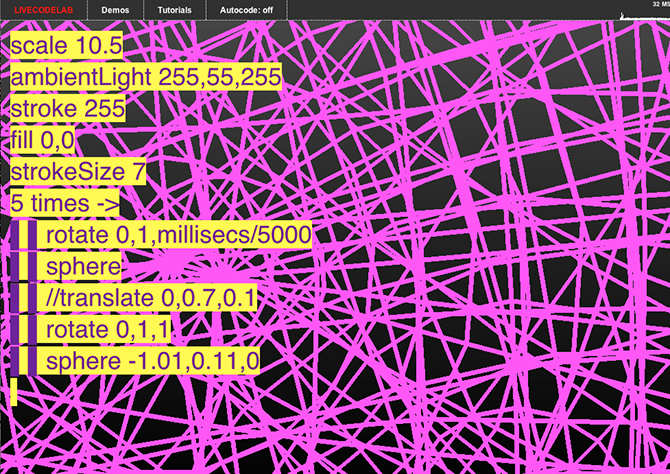 LIVECODELAB Demos Tutorials Autocode: off 32 MS
scale 10.5
ambientLight 255,55,255
stroke 255
fill 0,0
strokeSize 7
5 times ->
rotate 0,1,millisecs/5000
sphere
//translate 0,0.7,0.1
rotate 0,1,1
sphere -1.01,0.11,0